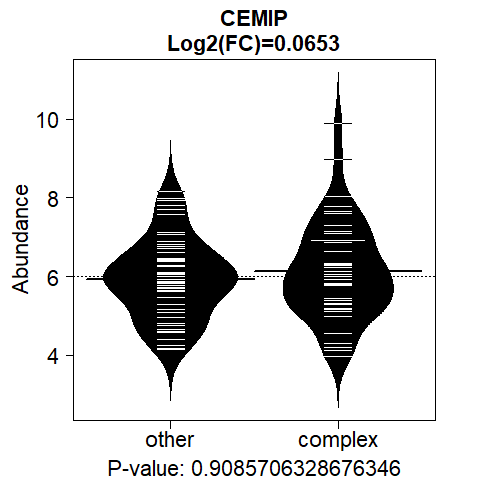 CEMIP
Log2(FC)=0.0653
Abundance
10
8
6
4
other complex
P-value: 0.9085706328676346